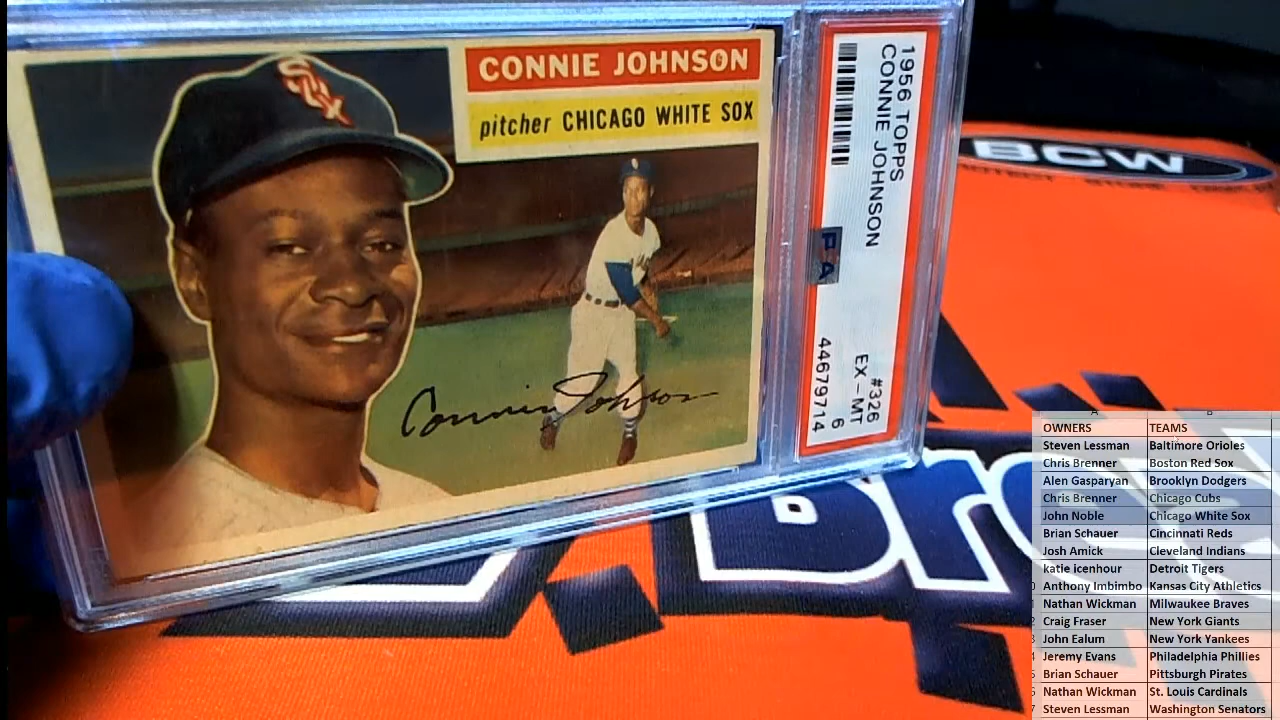 Sox
CONNIE JOHNSON
pitcher CHICAGO WHITE SOX
Connie Johnson
1956 TOPPS #326
CONNIE JOHNSON EX - MT
6
44679714
BCW
A B
OWNERS TEAMS
Steven Lessman Baltimore Orioles
Chris Brenner Boston Red Sox
Alen Gasparyan Brooklyn Dodgers
Chris Brenner Chicago Cubs
John Noble Chicago White Sox
Brian Schauer Cincinnati Reds
Josh Amick Cleveland Indians
katie icenhour Detroit Tigers
Anthony Imbimbo Kansas City Athletics
Nathan Wickman Milwaukee Braves
Craig Fraser New York Giants
John Ealum New York Yankees
Jeremy Evans Philadelphia Phillies
Brian Schauer Pittsburgh Pirates
Nathan Wickman St. Louis Cardinals
Steven Lessman Washington Senators